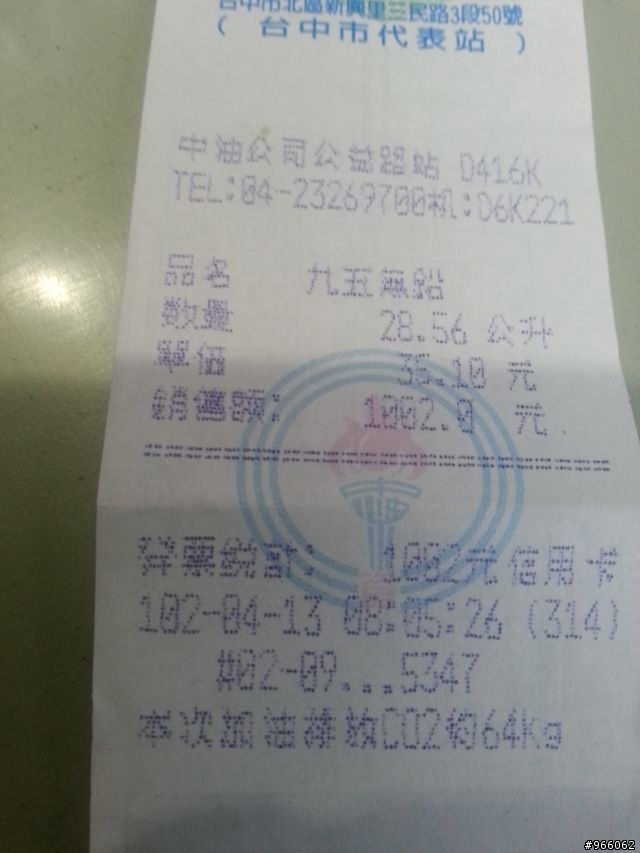 台中市北區新興里三民路3段50號
( 台中市代表站 )
中油公司公益路站 D416K
TEL:04-23269700机:D6K221
品名 九五無鉛
數量 28.56 公升
單價 35.10 元
銷售額: 1002.0 元
發票總計: 1002元信用卡
102-04-13 08:05:26 (314)
#02-09...5347
本次加油排放CO2約64Kg
#966062